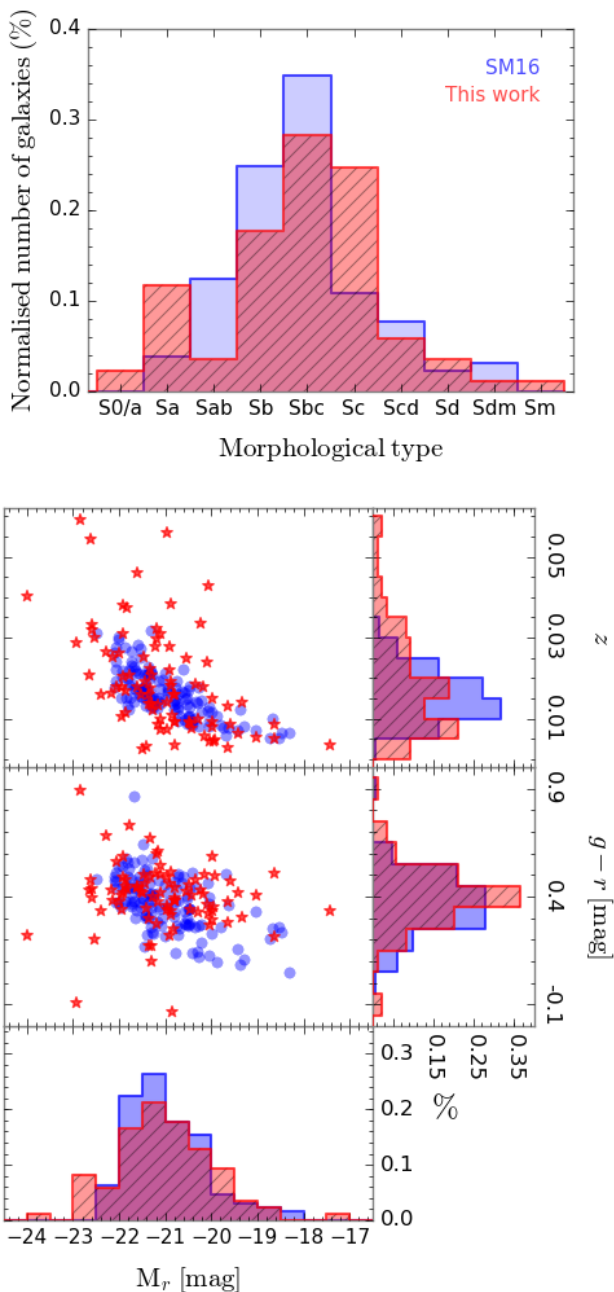 Normalised number of galaxies (%)
0.4
0.3
0.2
0.1
0.0
SM16
This work
S0/a Sa Sab Sb Sbc Sc Scd Sd Sdm Sm
Morphological type
0.05
0.03
0.01
z
0.9
0.4
-0.1
g − r [mag]
0.15 0.25 0.35
%
0.3
0.2
0.1
0.0
−24 −23 −22 −21 −20 −19 −18 −17
M_r [mag]